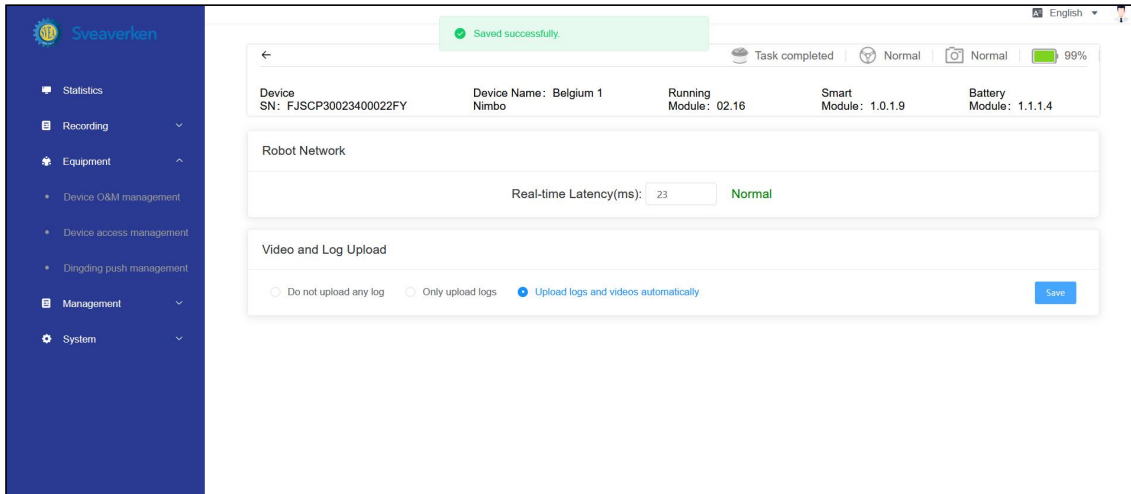 English
SVEA
Sveaverken
Saved successfully.
Task completed
Normal
Normal
99%
Statistics
Device
SN: FJSCP30023400022FY
Device Name: Belgium 1
Nimbo
Running
Module: 02.16
Smart
Module: 1.0.1.9
Battery
Module: 1.1.1.4
Recording
Equipment
Robot Network
Device O&M management
Real-time Latency(ms): 23 Normal
Device access management
Video and Log Upload
Dingding push management
Do not upload any log
Only upload logs
Upload logs and videos automatically
Save
Management
System